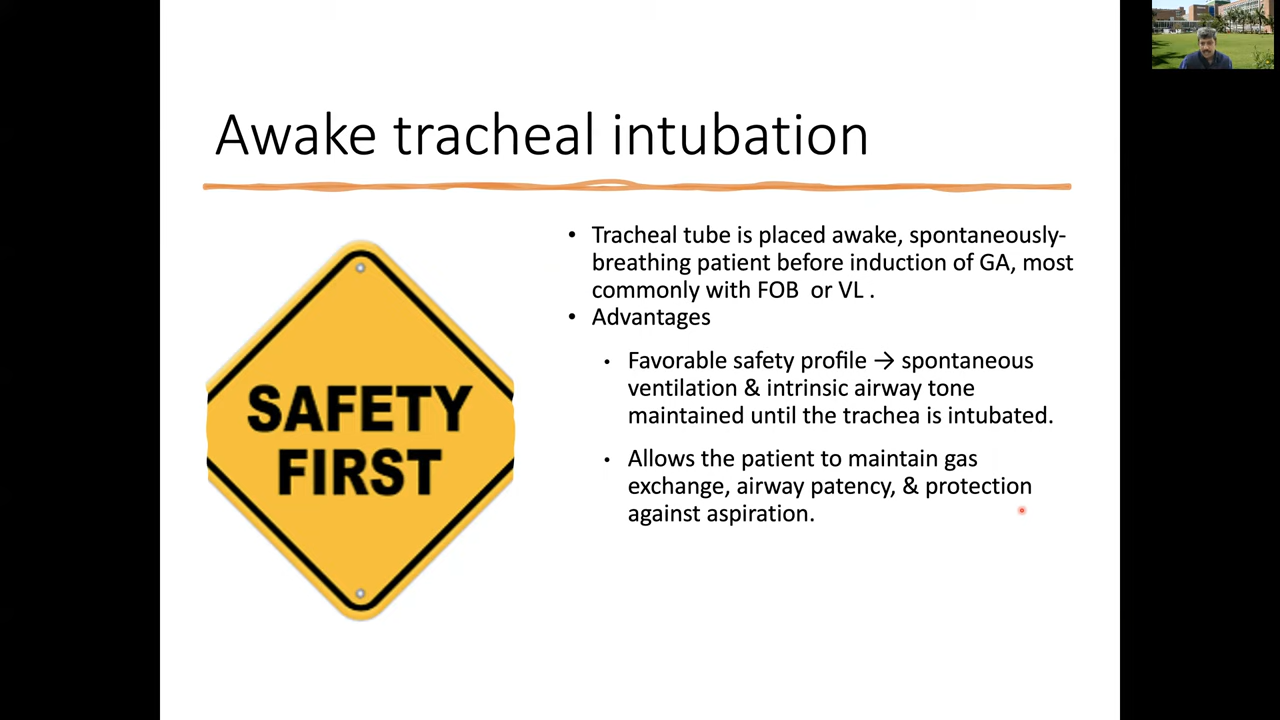 Awake tracheal intubation
SAFETY
FIRST
• Tracheal tube is placed awake, spontaneously-
breathing patient before induction of GA, most
commonly with FOB or VL .
• Advantages
• Favorable safety profile → spontaneous
ventilation & intrinsic airway tone
maintained until the trachea is intubated.
• Allows the patient to maintain gas
exchange, airway patency, & protection
against aspiration.